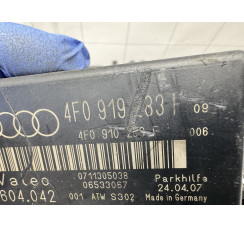 4F0 919 283 F 09
4F0 910 283 F 006
Valeo 0711305038 Parkhilfe
604.042 06533067 24.04.07
001 ATW S302 Made in Germany